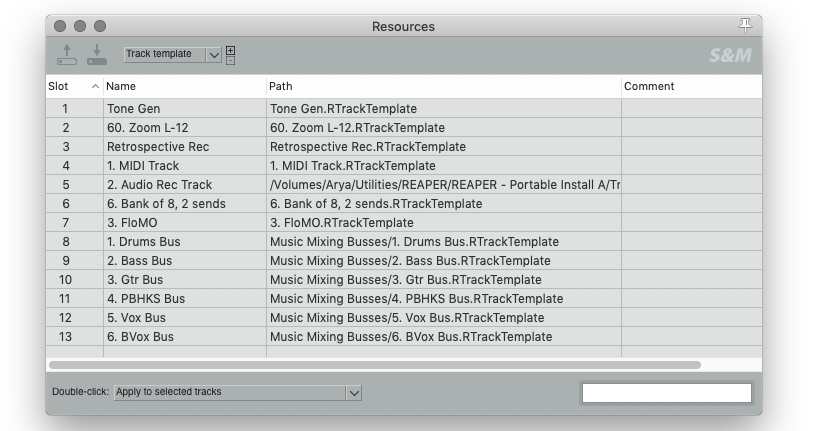 Resources
Track template
S&M
Slot Name Path Comment
1 Tone Gen Tone Gen.RTrackTemplate
2 60. Zoom L-12 60. Zoom L-12.RTrackTemplate
3 Retrospective Rec Retrospective Rec.RTrackTemplate
4 1. MIDI Track 1. MIDI Track.RTrackTemplate
5 2. Audio Rec Track /Volumes/Arya/Utilities/REAPER/REAPER - Portable Install A/Tr
6 6. Bank of 8, 2 sends 6. Bank of 8, 2 sends.RTrackTemplate
7 3. FloMO 3. FloMO.RTrackTemplate
8 1. Drums Bus Music Mixing Busses/1. Drums Bus.RTrackTemplate
9 2. Bass Bus Music Mixing Busses/2. Bass Bus.RTrackTemplate
10 3. Gtr Bus Music Mixing Busses/3. Gtr Bus.RTrackTemplate
11 4. PBHKS Bus Music Mixing Busses/4. PBHKS Bus.RTrackTemplate
12 5. Vox Bus Music Mixing Busses/5. Vox Bus.RTrackTemplate
13 6. BVox Bus Music Mixing Busses/6. BVox Bus.RTrackTemplate
Double-click: Apply to selected tracks